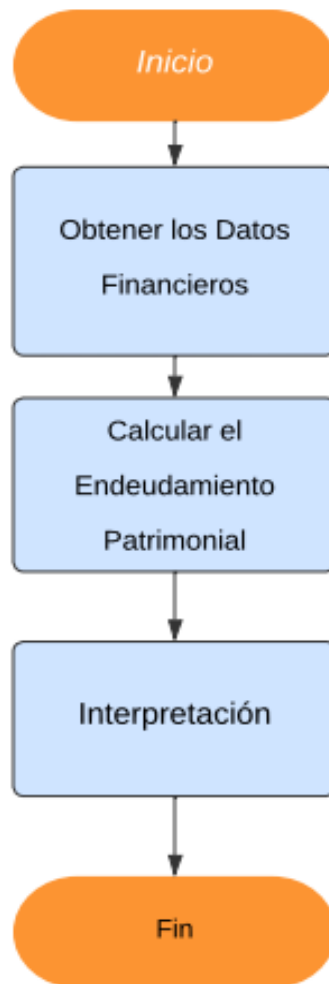 Inicio
Obtener los Datos
Financieros
Calcular el
Endeudamiento
Patrimonial
Interpretación
Fin